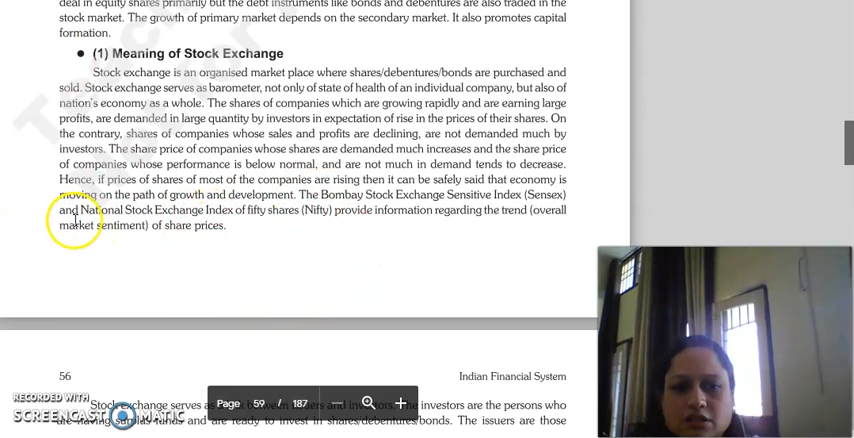 deal in equity shares primarily but the debt instruments like bonds and debentures are also traded in the
stock market. The growth of primary market depends on the secondary market. It also promotes capital
formation.
• (1) Meaning of Stock Exchange
Stock exchange is an organised market place where shares/debentures/bonds are purchased and
sold. Stock exchange serves as barometer, not only of state of health of an individual company, but also of
nation's economy as a whole. The shares of companies which are growing rapidly and are earning large
profits, are demanded in large quantity by investors in expectation of rise in the prices of their shares. On
the contrary, shares of companies whose sales and profits are declining, are not demanded much by
investors. The share price of companies whose shares are demanded much increases and the share price
of companies whose performance is below normal, and are not much in demand tends to decrease.
Hence, if prices of shares of most of the companies are rising then it can be safely said that economy is
moving on the path of growth and development. The Bombay Stock Exchange Sensitive Index (Sensex)
and National Stock Exchange Index of fifty shares (Nifty) provide information regarding the trend (overall
market sentiment) of share prices.
56 Indian Financial System
Stock exchange serves as investors are the persons who
are having surplus funds and are ready to invest in shares/debentures/bonds. The issuers are those
Page 59 / 187
RECORDED WITH
SCREENCAST MATIC